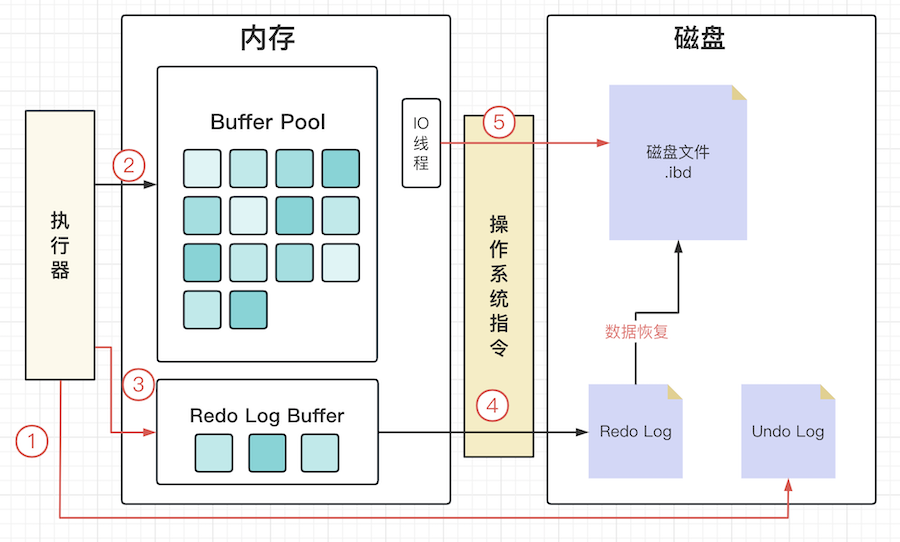 内存
磁盘
Buffer Pool
IO
线
程
⑤
磁盘文件
.ibd
②
执
行
器
操
作
系
统
指
令
数据恢复
③
Redo Log Buffer
④
Redo Log
Undo Log
①